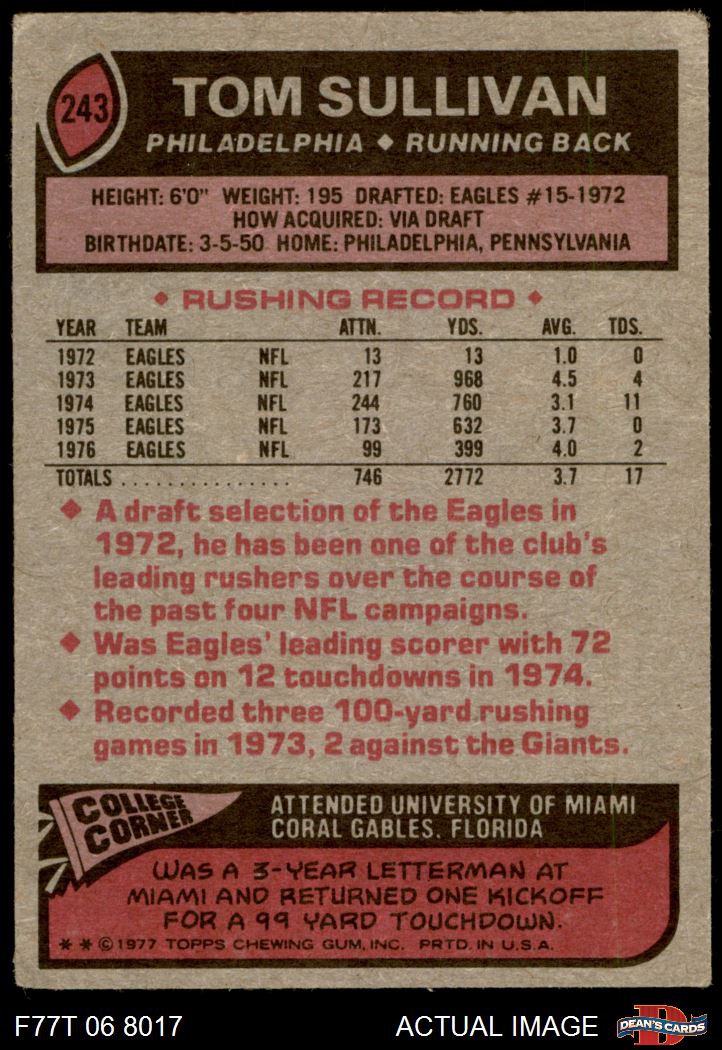 243
TOM SULLIVAN
PHILADELPHIA ♦ RUNNING BACK
HEIGHT: 6'0" WEIGHT: 195 DRAFTED: EAGLES #15-1972
HOW ACQUIRED: VIA DRAFT
BIRTHDATE: 3-5-50 HOME: PHILADELPHIA, PENNSYLVANIA
♦ RUSHING RECORD ♦
YEAR TEAM ATTN. YDS. AVG. TDS.
1972 EAGLES NFL 13 13 1.0 0
1973 EAGLES NFL 217 968 4.5 4
1974 EAGLES NFL 244 760 3.1 11
1975 EAGLES NFL 173 632 3.7 0
1976 EAGLES NFL 99 399 4.0 2
TOTALS ............... 746 2772 3.7 17
♦ A draft selection of the Eagles in
1972, he has been one of the club's
leading rushers over the course of
the past four NFL campaigns.
♦ Was Eagles' leading scorer with 72
points on 12 touchdowns in 1974.
♦ Recorded three 100-yard rushing
games in 1973, 2 against the Giants.
COLLEGE
CORNER
ATTENDED UNIVERSITY OF MIAMI
CORAL GABLES, FLORIDA
WAS A 3-YEAR LETTERMAN AT
MIAMI AND RETURNED ONE KICKOFF
FOR A 99 YARD TOUCHDOWN.
* * © 1977 TOPPS CHEWING GUM, INC. PRTD. IN U.S.A.
F77T 06 8017 ACTUAL IMAGE
D
DEAN'S CARDS